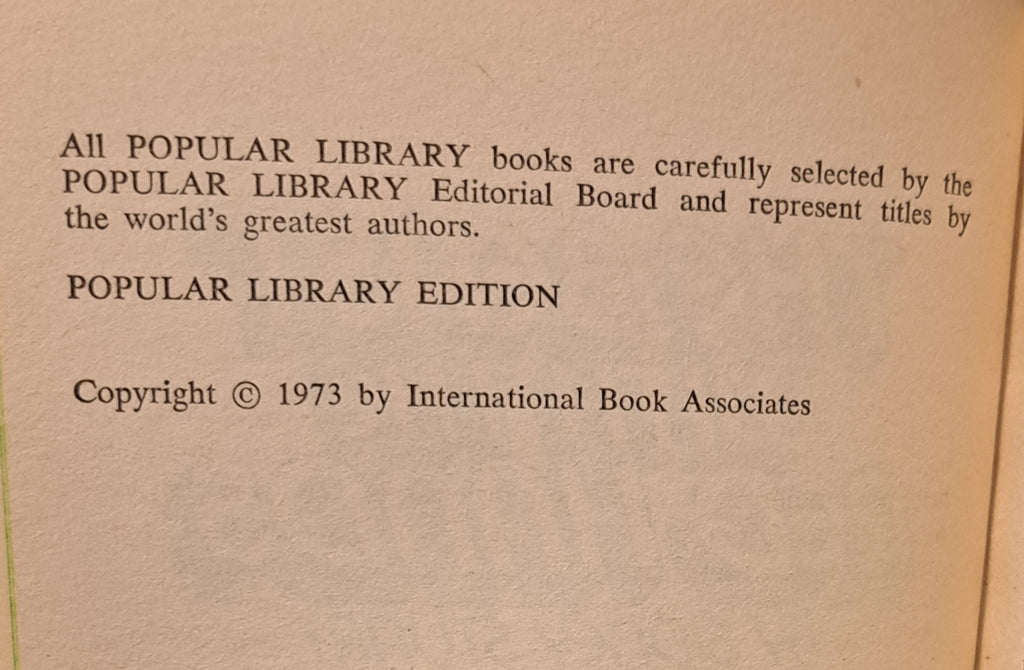 All POPULAR LIBRARY books are carefully selected by the
POPULAR LIBRARY Editorial Board and represent titles by
the world's greatest authors.
POPULAR LIBRARY EDITION
Copyright © 1973 by International Book Associates